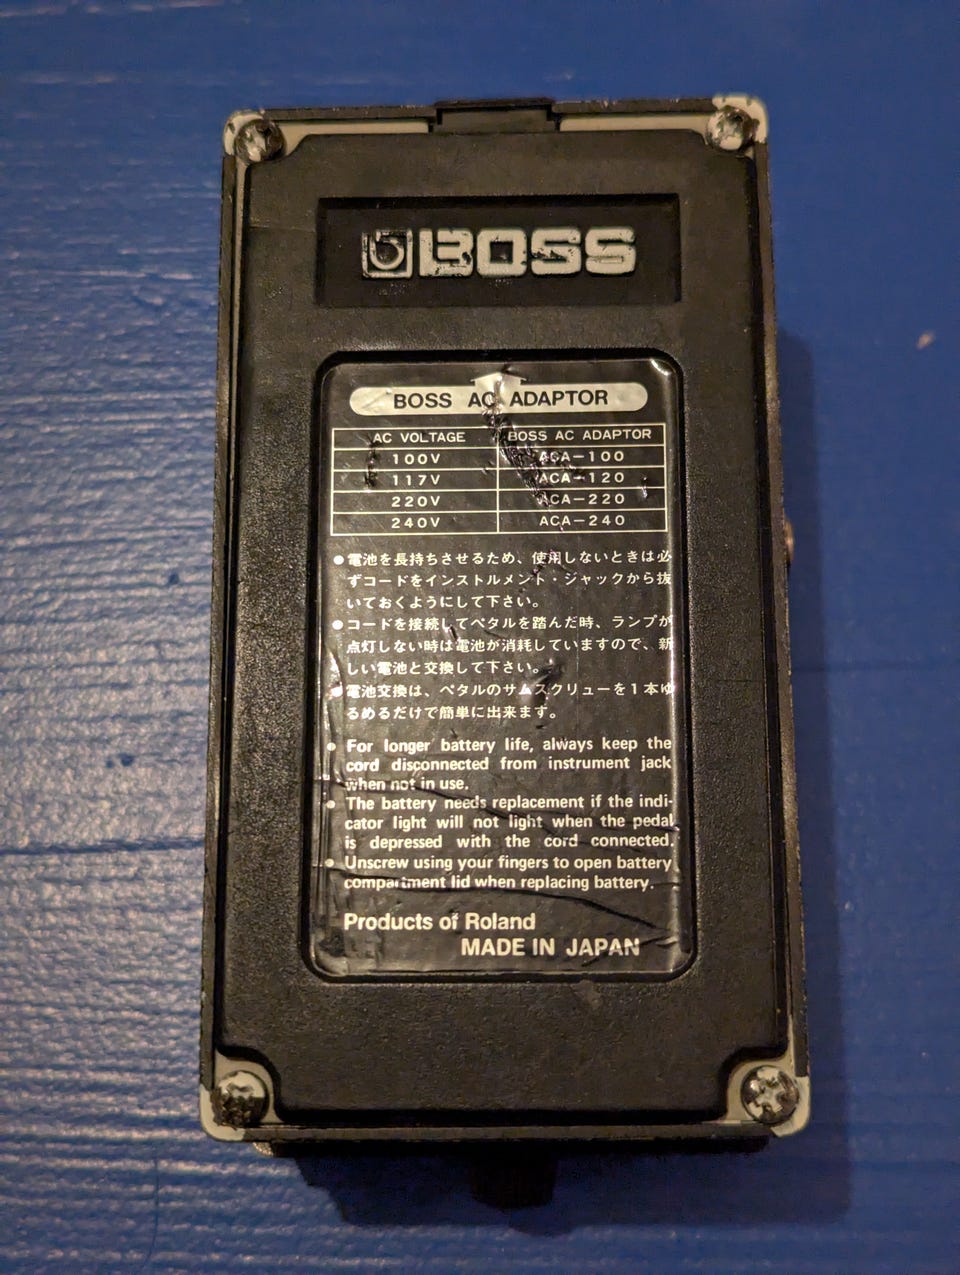 BOSS
BOSS AC ADAPTOR
AC VOLTAGE BOSS AC ADAPTOR
100V ACA-100
117V ACA-120
220V ACA-220
240V ACA-240
●電池を長持ちさせるため、使用しないときは必
ずコードをインストルメント・ジャックから抜
いておくようにして下さい。
●コードを接続してペタルを踏んだ時、ランプが
点灯しない時は電池が消耗していますので、新
しい電池と交換して下さい。
●電池交換は、ペタルのサムスクリューを1本ゆ
るめるだけで簡単に出来ます。
● For longer battery life, always keep the
cord disconnected from instrument jack
when not in use.
● The battery needs replacement if the indi-
cator light will not light when the pedal
is depressed with the cord connected.
● Unscrew using your fingers to open battery
compartment lid when replacing battery.
Products of Roland
MADE IN JAPAN